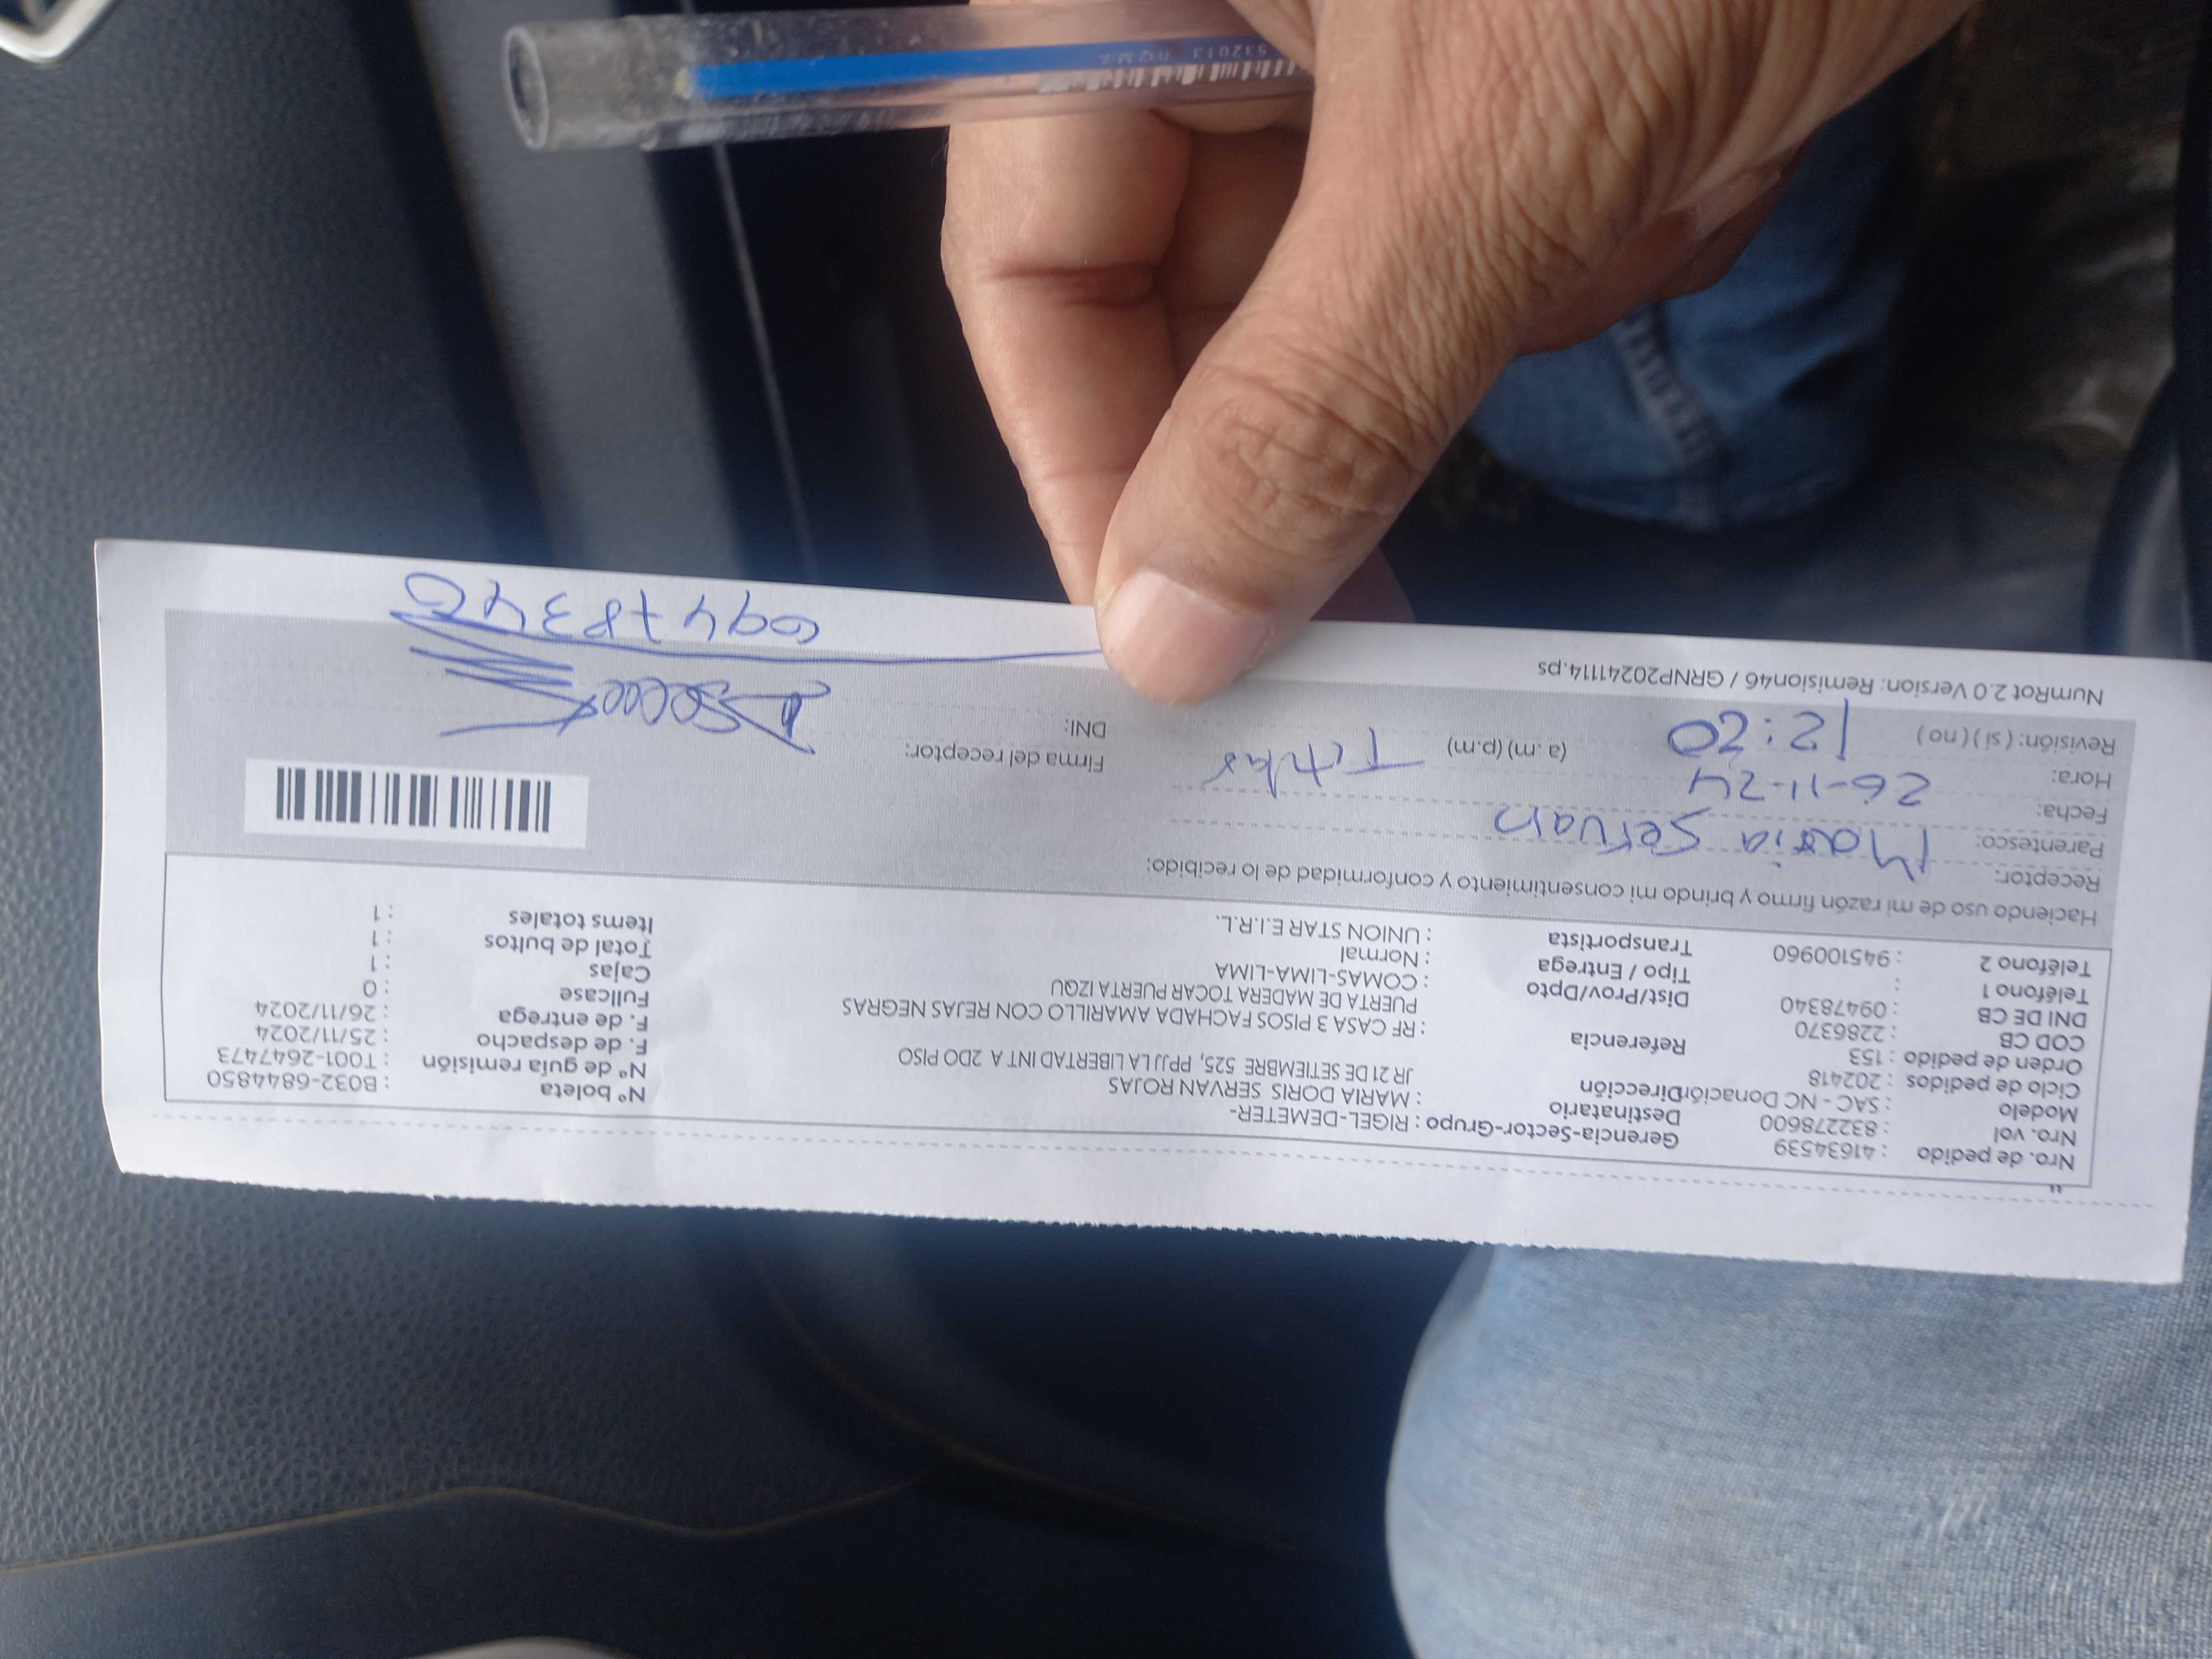 Nro. de pedido : 41634539 Gerencia-Sector-Grupo : RIGEL-DEMETER- Nº boleta : B032-6844850
Nro. vol : 832278600 Destinatario : MARIA DORIS SERVAN ROJAS Nº de guía remisión : T001-2647473
Modelo : SAC - NC Donación Dirección JR 21 DE SETIEMBRE 525, PPJJ LA LIBERTAD INT A 2DO PISO F. de despacho : 25/11/2024
Ciclo de pedidos : 202418 F. de entrega : 26/11/2024
Orden de pedido : 153 Referencia : RF CASA 3 PISOS FACHADA AMARILLO CON REJAS NEGRAS Fullcase : 0
COD CB : 2286370 PUERTA DE MADERA TOCAR PUERTA IZQU Cajas : 1
DNI DE CB : 09478340 Dist/Prov/Dpto : COMAS-LIMA-LIMA Total de bultos : 1
Teléfono 1 : Tipo / Entrega : Normal Items totales : 1
Teléfono 2 : 945100960 Transportista : UNION STAR E.I.R.L.
Haciendo uso de mi razón firmo y brindo mi consentimiento y conformidad de lo recibido:
Receptor: Maria Servan
Parentesco: Titular
Fecha: 26-11-24 Firma del receptor:
Hora: 12:20 (a.m) (p.m) DNI: 09478340
Revisión: ( si ) ( no )
NumRot 2.0 Version: Remision46 / GRNP20241114.ps
532013